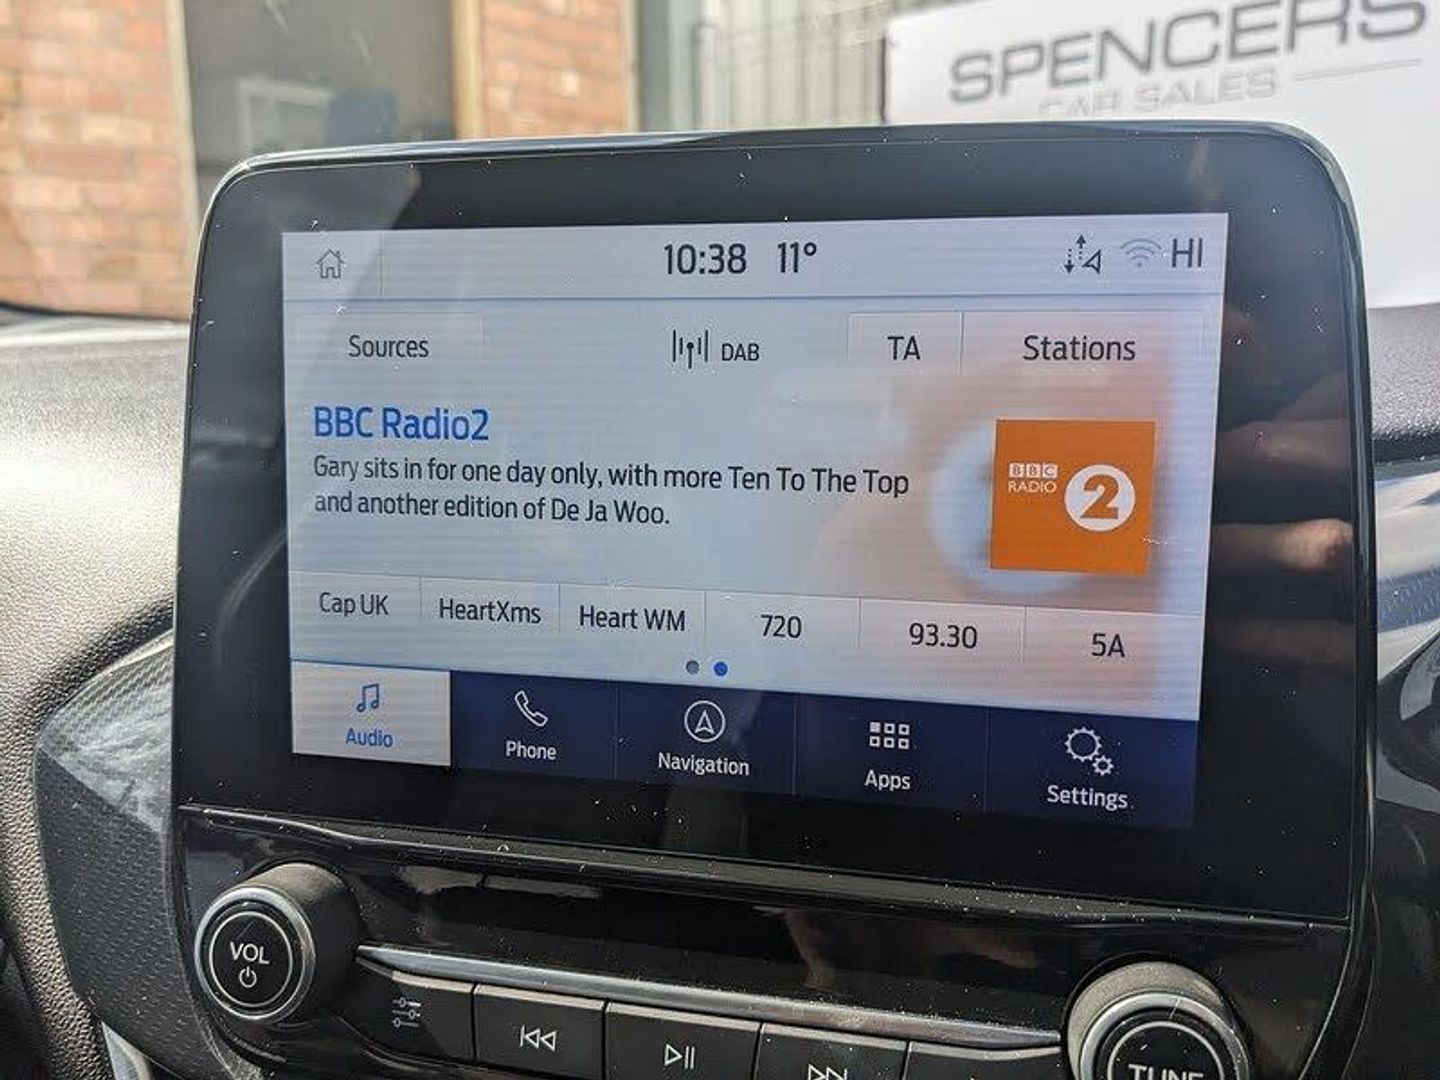 SPENCERS
CAR SALES
10:38 11° HI
Sources DAB TA Stations
BBC Radio2
Gary sits in for one day only, with more Ten To The Top
and another edition of De Ja Woo.
BBC
RADIO 2
Cap UK HeartXms Heart WM 720 93.30 5A
Audio Phone Navigation Apps Settings
VOL
TUNE